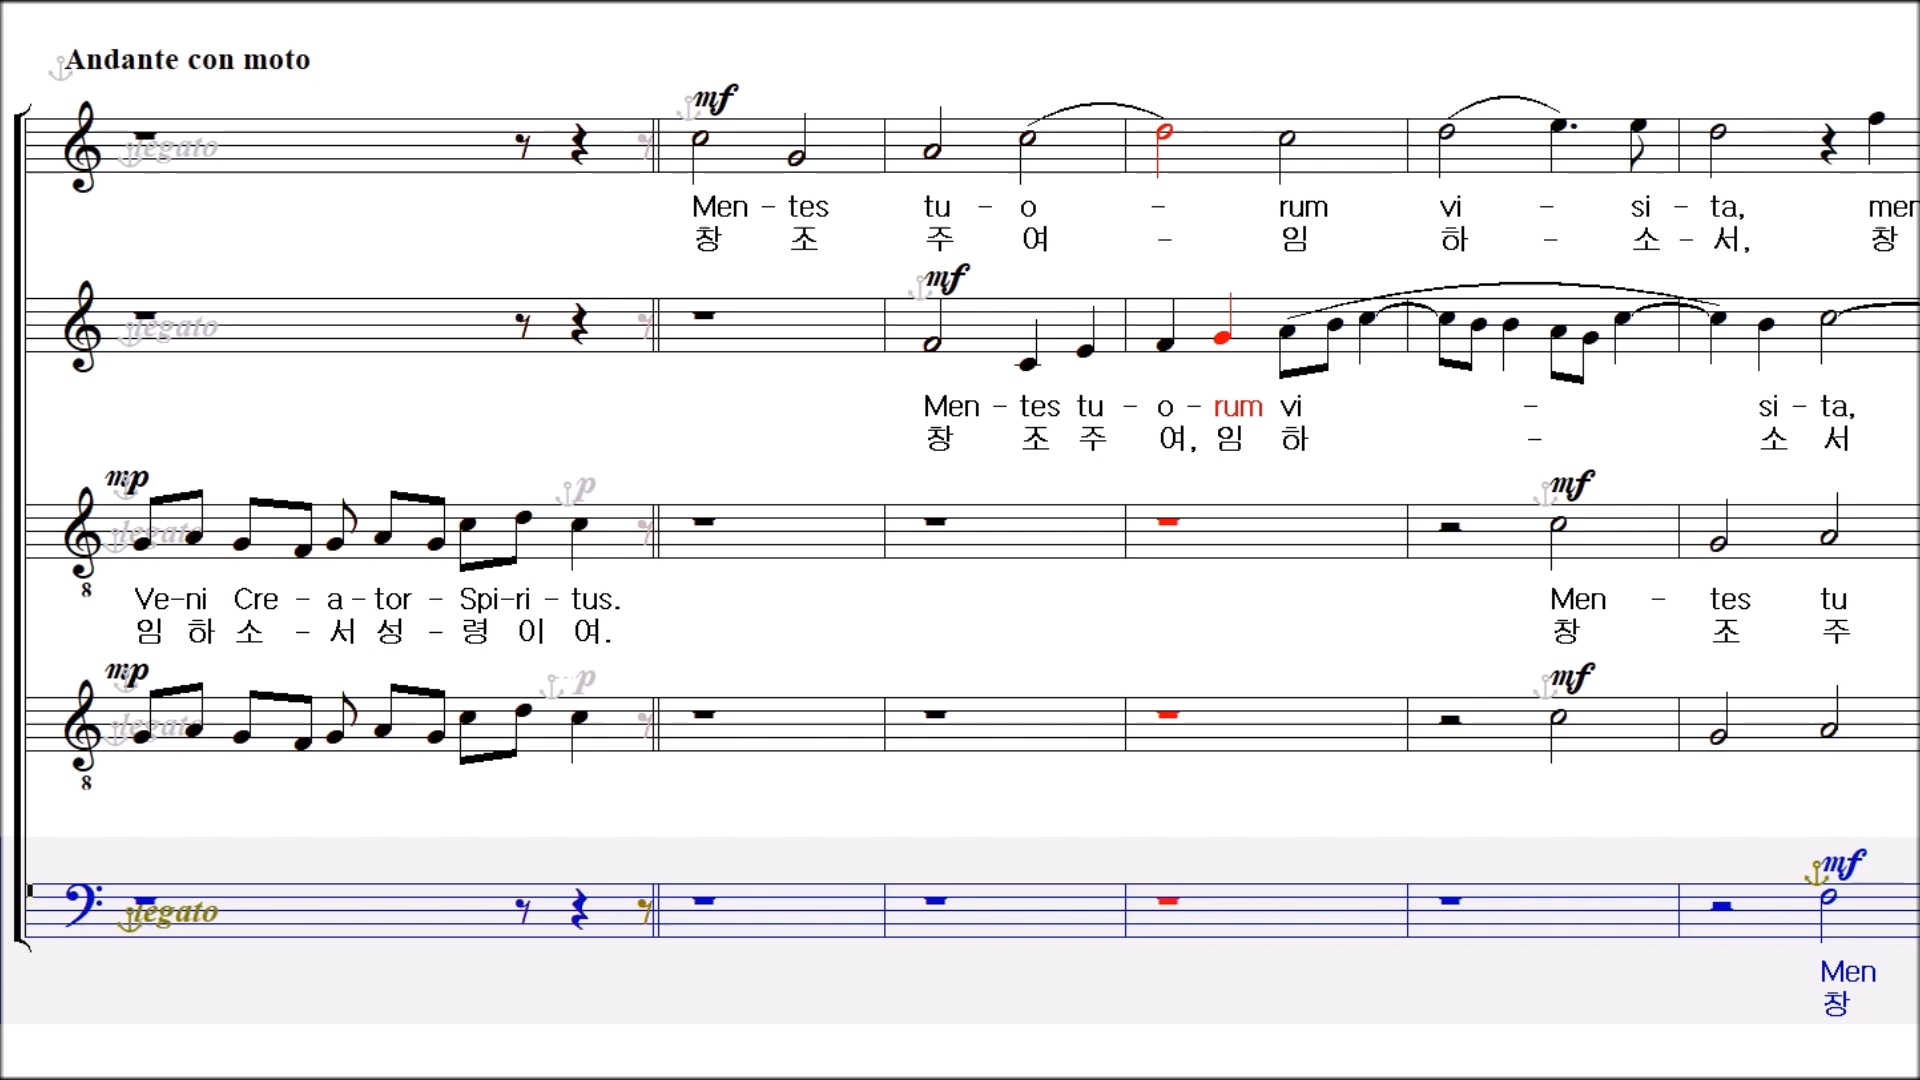 Andante con moto
mf
legato
Men - tes tu - o - rum vi - si - ta, men
창 조 주 여 - 임 하 - 소 - 서, 창
mf
legato
Men - tes tu - o - rum vi - si - ta,
창 조 주 여, 임 하 - 소 서
mp p mf
legato
8
Ve-ni Cre - a - tor - Spi-ri - tus. Men - tes tu
임 하 소 - 서 성 - 령 이 여. 창 조 주
mp p mf
legato
8
mf
legato
Men
창